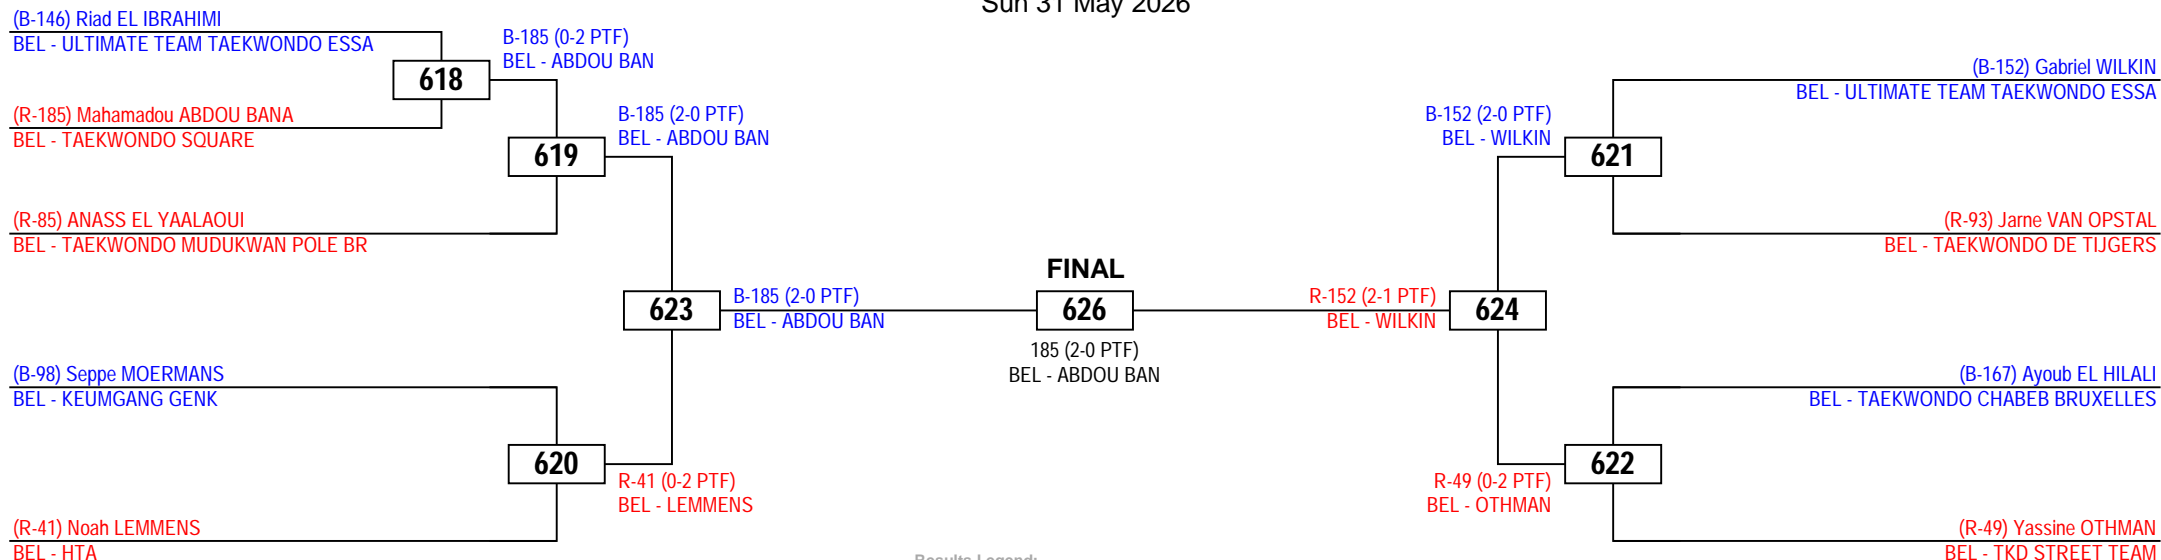 Sun 31 May 2026
(B-146) Riad EL IBRAHIMI
BEL - ULTIMATE TEAM TAEKWONDO ESSA
618
B-185 (0-2 PTF)
BEL - ABDOU BAN
(R-185) Mahamadou ABDOU BANA
BEL - TAEKWONDO SQUARE
619
B-185 (2-0 PTF)
BEL - ABDOU BAN
(R-85) ANASS EL YAALAOUI
BEL - TAEKWONDO MUDUKWAN POLE BR
623
B-185 (2-0 PTF)
BEL - ABDOU BAN
(B-98) Seppe MOERMANS
BEL - KEUMGANG GENK
620
R-41 (0-2 PTF)
BEL - LEMMENS
(R-41) Noah LEMMENS
BEL - HTA
FINAL
626
185 (2-0 PTF)
BEL - ABDOU BAN
(B-152) Gabriel WILKIN
BEL - ULTIMATE TEAM TAEKWONDO ESSA
B-152 (2-0 PTF)
BEL - WILKIN
621
(R-93) Jarne VAN OPSTAL
BEL - TAEKWONDO DE TIJGERS
R-152 (2-1 PTF)
BEL - WILKIN
624
(B-167) Ayoub EL HILALI
BEL - TAEKWONDO CHABEB BRUXELLES
R-49 (0-2 PTF)
BEL - OTHMAN
622
(R-49) Yassine OTHMAN
BEL - TKD STREET TEAM
Results Legend: